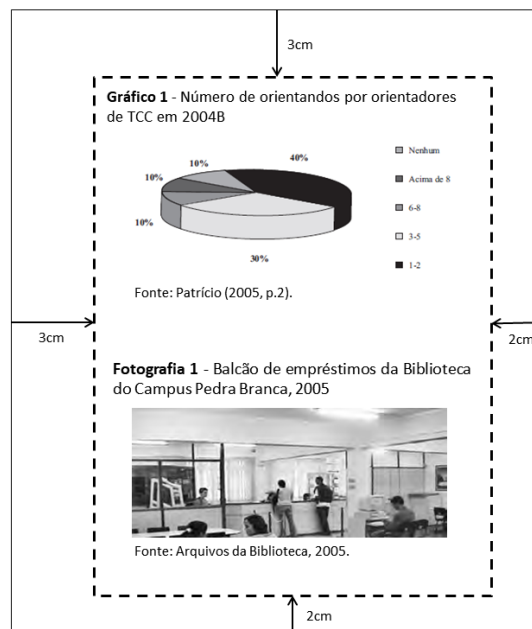 3cm
Gráfico 1 - Número de orientandos por orientadores
de TCC em 2004B
40%
10%
10%
10%
30%
Nenhum
Acima de 8
6-8
3-5
1-2
Fonte: Patrício (2005, p.2).
3cm
2cm
Fotografia 1 - Balcão de empréstimos da Biblioteca
do Campus Pedra Branca, 2005
Fonte: Arquivos da Biblioteca, 2005.
2cm